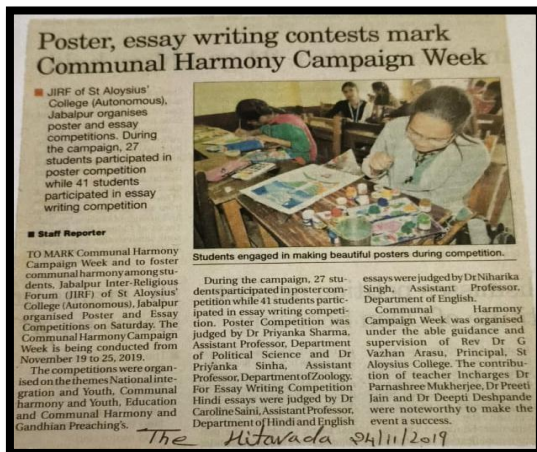 Poster, essay writing contests mark
Communal Harmony Campaign Week
JIRF of St Aloysius'
College (Autonomous),
Jabalpur organises
poster and essay
competitions. During
the campaign, 27
students participated in
poster competition
while 41 students
participated in essay
writing competition
Staff Reporter
TO MARK Communal Harmony
Campaign Week and to foster
communal harmony among stu-
dents, Jabalpur Inter-Religious
Forum (JIRF) of St Aloysius'
College (Autonomous), Jabalpur
organised Poster and Essay
Competitions on Saturday. The
Communal Harmony Campaign
Week is being conducted from
November 19 to 25, 2019.
The competitions were organ-
ised on the themes National inte-
gration and Youth, Communal
harmony and Youth, Education
and Communal Harmony and
Gandhian Preaching's.
Students engaged in making beautiful posters during competition.
During the campaign, 27 stu-
dents participated in poster com-
petition while 41 students partic-
ipated in essay writing competi-
tion. Poster Competition was
judged by Dr Priyanka Sharma,
Assistant Professor, Department
of Political Science and Dr
Priyanka Sinha, Assistant
Professor, Department of Zoology.
For Essay Writing Competition
Hindi essays were judged by Dr
Caroline Saini, Assistant Professor,
Department of Hindi and English
essays were judged by Dr Niharika
Singh, Assistant Professor,
Department of English.
Communal Harmony
Campaign Week was organised
under the able guidance and
supervision of Rev Dr G
Vazhan Arasu, Principal, St
Aloysius College. The contribu-
tion of teacher incharges Dr
Parnashree Mukherjee, Dr Preeti
Jain and Dr Deepti Deshpande
were noteworthy to make the
event a success.
The Hitavada 24/11/2019